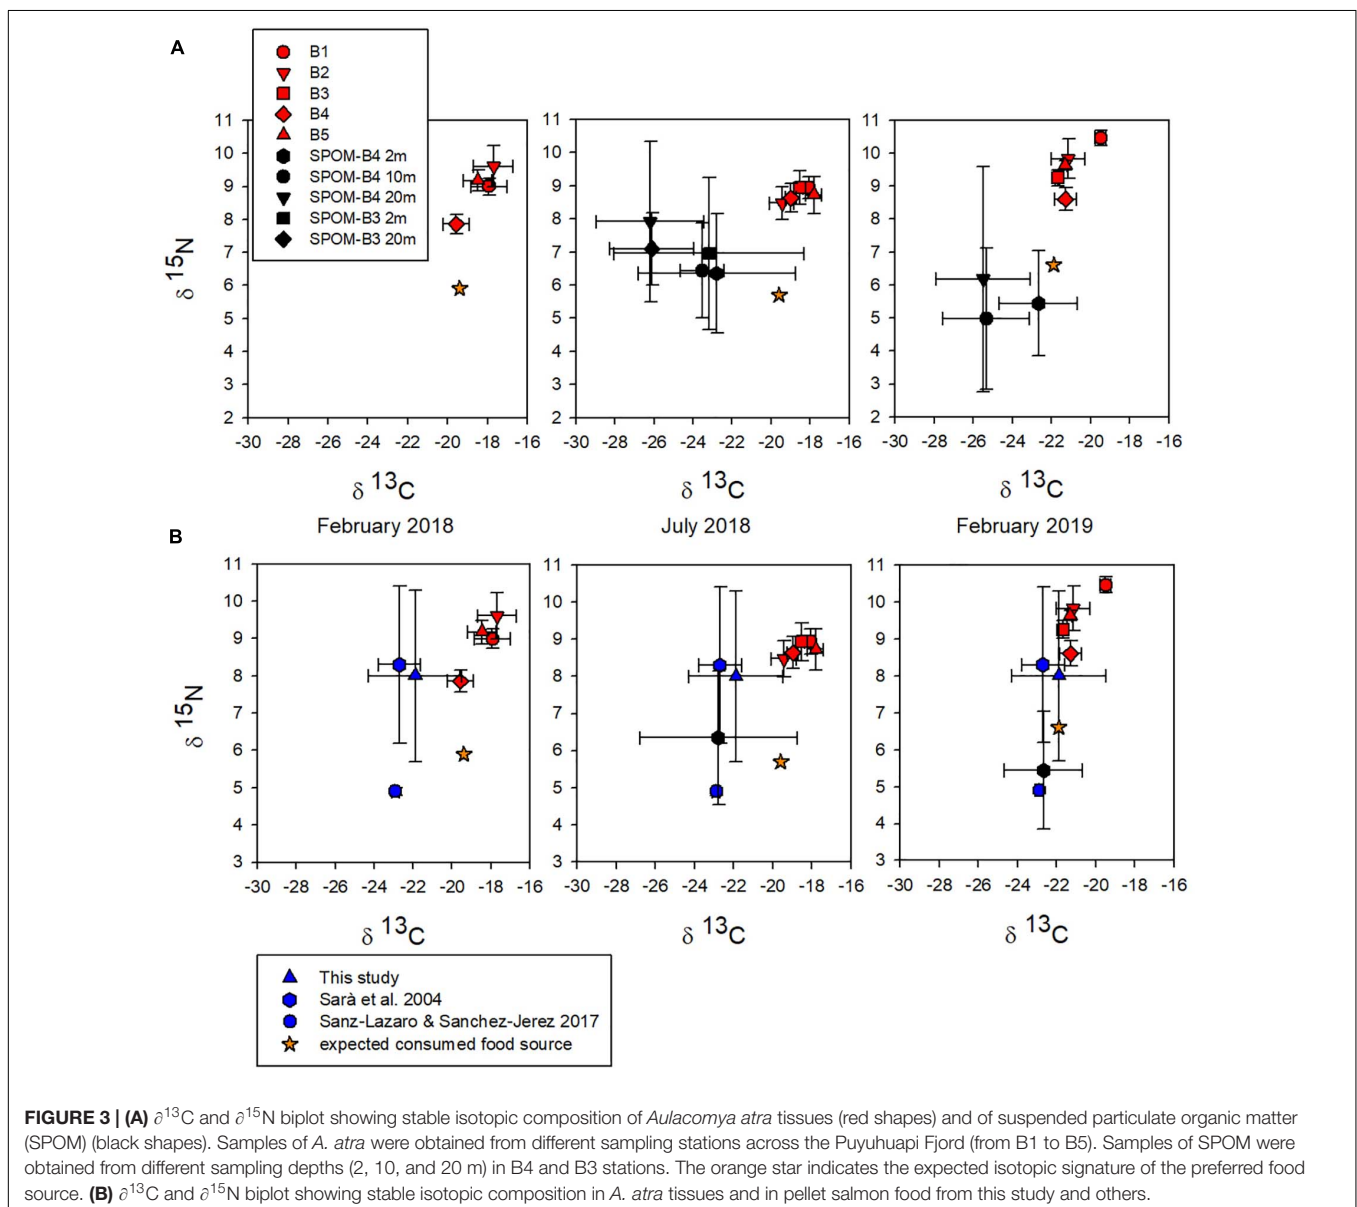 A
B1
B2
B3
B4
B5
SPOM-B4 2m
SPOM-B4 10m
SPOM-B4 20m
SPOM-B3 2m
SPOM-B3 20m
11
10
9
8
7
6
5
4
3
2
δ 15N
-30 -28 -26 -24 -22 -20 -18 -16
δ 13C
February 2018
11
10
9
8
7
6
5
4
3
2
-30 -28 -26 -24 -22 -20 -18 -16
δ 13C
July 2018
11
10
9
8
7
6
5
4
3
2
-30 -28 -26 -24 -22 -20 -18 -16
δ 13C
February 2019
B
11
10
9
8
7
6
5
4
3
δ 15N
-30 -28 -26 -24 -22 -20 -18 -16
δ 13C
11
10
9
8
7
6
5
4
3
-30 -28 -26 -24 -22 -20 -18 -16
δ 13C
11
10
9
8
7
6
5
4
3
-30 -28 -26 -24 -22 -20 -18 -16
δ 13C
This study
Sarà et al. 2004
Sanz-Lazaro & Sanchez-Jerez 2017
expected consumed food source
FIGURE 3 | (A) ∂13C and ∂15N biplot showing stable isotopic composition of Aulacomya atra tissues (red shapes) and of suspended particulate organic matter
(SPOM) (black shapes). Samples of A. atra were obtained from different sampling stations across the Puyuhuapi Fjord (from B1 to B5). Samples of SPOM were
obtained from different sampling depths (2, 10, and 20 m) in B4 and B3 stations. The orange star indicates the expected isotopic signature of the preferred food
source. (B) ∂13C and ∂15N biplot showing stable isotopic composition in A. atra tissues and in pellet salmon food from this study and others.